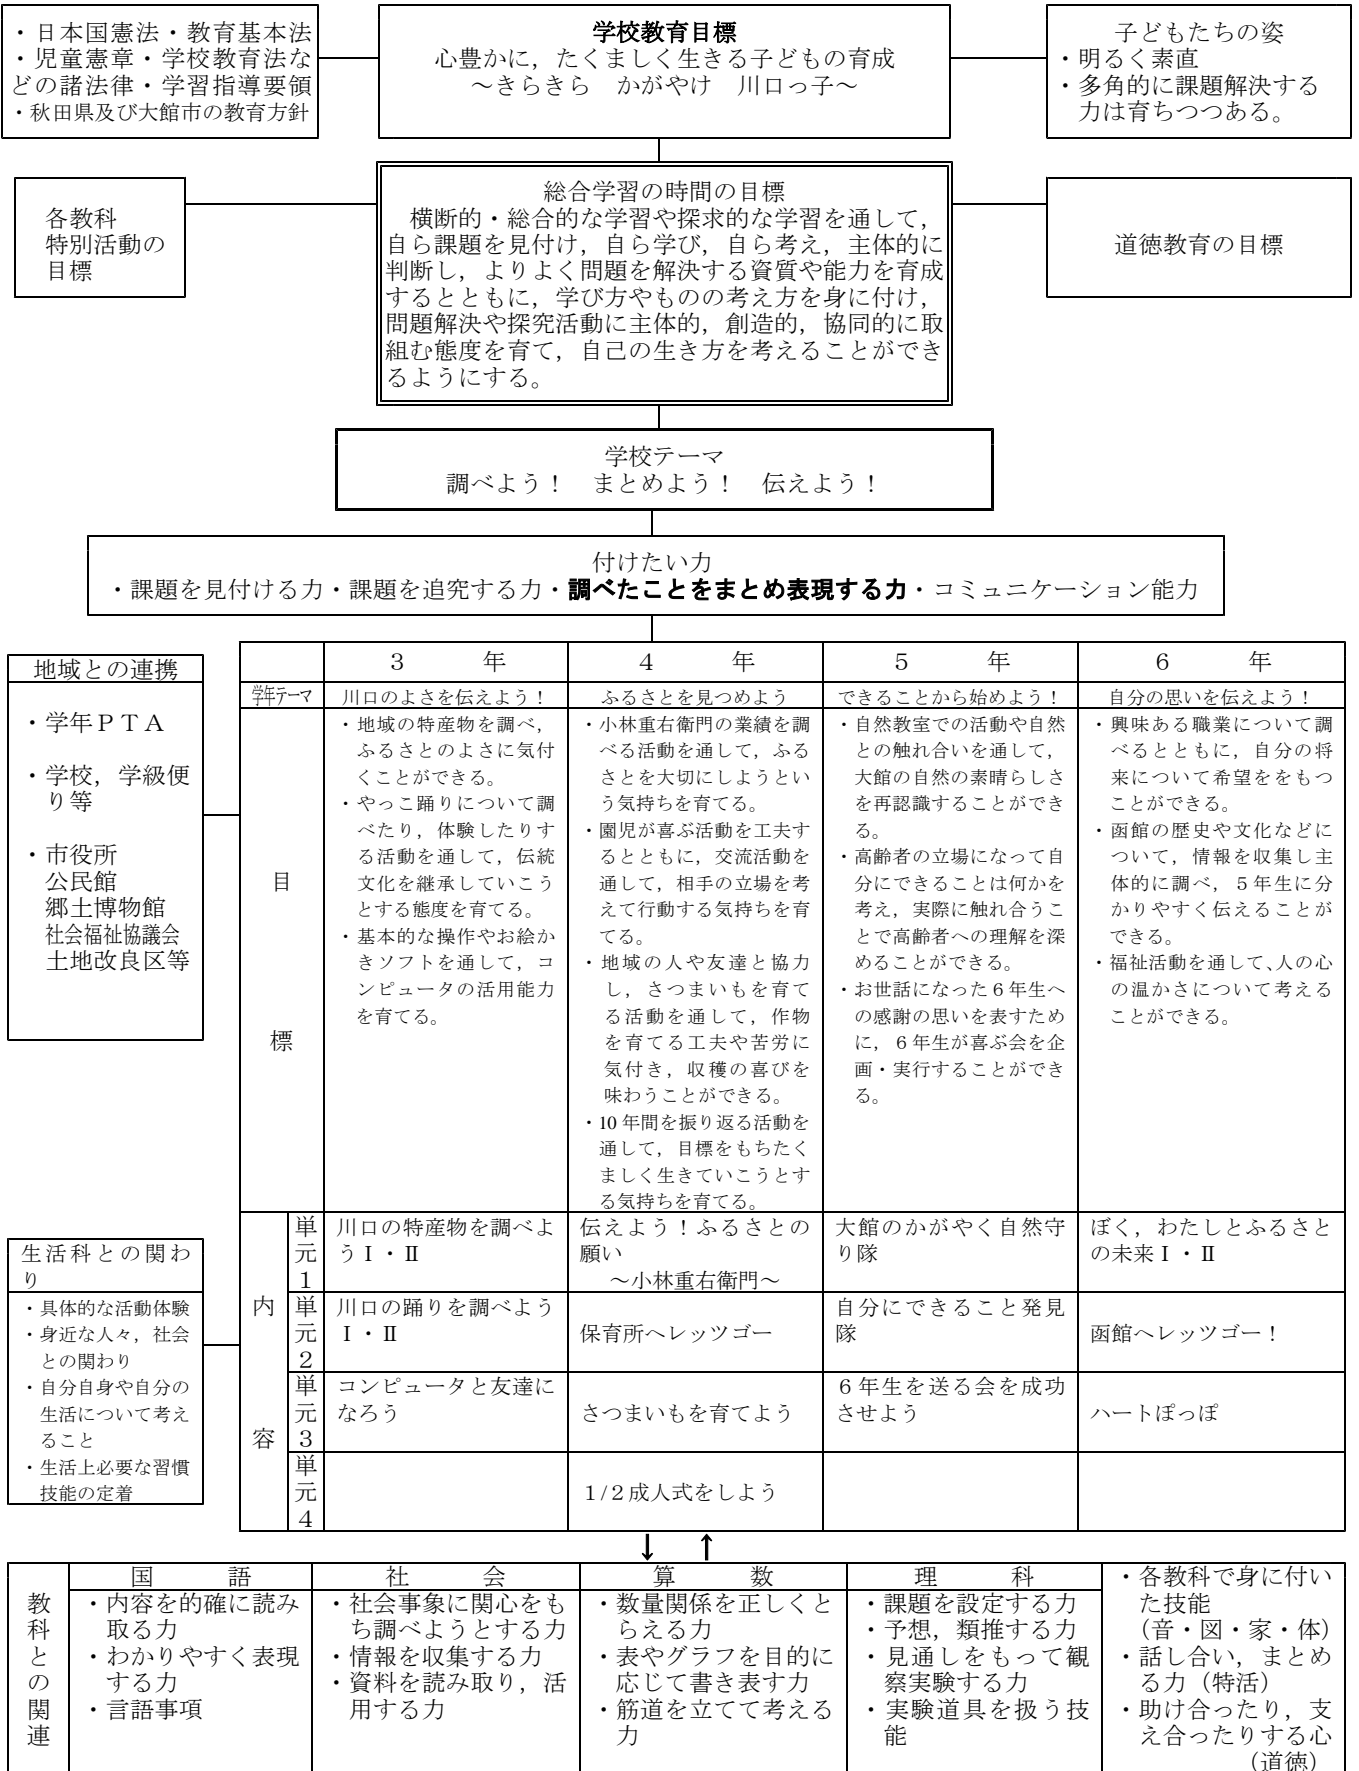 ・日本国憲法・教育基本法
・児童憲章・学校教育法な
どの諸法律・学習指導要領
・秋田県及び大館市の教育方針
学校教育目標
心豊かに，たくましく生きる子どもの育成
～きらきら　かがやけ　川口っ子～
子どもたちの姿
・明るく素直
・多角的に課題解決する
力は育ちつつある。
各教科
特別活動の
目標
総合学習の時間の目標
横断的・総合的な学習や探求的な学習を通して，
自ら課題を見付け，自ら学び，自ら考え，主体的に
判断し，よりよく問題を解決する資質や能力を育成
するとともに，学び方やものの考え方を身に付け，
問題解決や探究活動に主体的，創造的，協同的に取
組む態度を育て，自己の生き方を考えることができ
るようにする。
道徳教育の目標
学校テーマ
調べよう！　まとめよう！　伝えよう！
付けたい力
・課題を見付ける力・課題を追究する力・調べたことをまとめ表現する力・コミュニケーション能力
地域との連携
・学年ＰＴＡ
・学校，学級便
り等
・市役所
公民館
郷土博物館
社会福祉協議会
土地改良区等
３　年
４　年
５　年
６　年
学年テーマ
川口のよさを伝えよう！
ふるさとを見つめよう
できることから始めよう！
自分の思いを伝えよう！
目
標
・地域の特産物を調べ，
ふるさとのよさに気付
くことができる。
・やっこ踊りについて調
べたり，体験したりす
る活動を通して，伝統
文化を継承していこう
とする態度を育てる。
・基本的な操作やお絵か
きソフトを通して，コ
ンピュータの活用能力
を育てる。
・小林重右衛門の業績を調
べる活動を通して，ふる
さとを大切にしようとい
う気持ちを育てる。
・園児が喜ぶ活動を工夫す
るとともに，交流活動を
通して，相手の立場を考
えて行動する気持ちを育
てる。
・地域の人や友達と協力
し，さつまいもを育て
る活動を通して，作物
を育てる工夫や苦労に
気付き，収穫の喜びを
味わうことができる。
・10年間を振り返る活動を
通して，目標をもちたく
ましく生きていこうとす
る気持ちを育てる。
・自然教室での活動や自然
との触れ合いを通して，
大館の自然の素晴らしさ
を再認識することができ
る。
・高齢者の立場になって自
分にできることは何かを
考え，実際に触れ合うこ
とで高齢者への理解を深
めることができる。
・お世話になった６年生へ
の感謝の思いを表すため
に，６年生が喜ぶ会を企
画・実行することができ
る。
・興味ある職業について調
べるとともに，自分の将
来について希望ををもつ
ことができる。
・函館の歴史や文化などに
ついて，情報を収集し主
体的に調べ，５年生に分
かりやすく伝えることが
できる。
・福祉活動を通して、人の心
の温かさについて考える
ことができる。
生活科との関わ
り
・具体的な活動体験
・身近な人々，社会
との関わり
・自分自身や自分の
生活について考え
ること
・生活上必要な習慣
技能の定着
内
容
単元１
川口の特産物を調べよ
うⅠ・Ⅱ
伝えよう！ふるさとの
願い
～小林重右衛門～
大館のかがやく自然守
り隊
ぼく，わたしとふるさと
の未来Ⅰ・Ⅱ
単元２
川口の踊りを調べよう
Ⅰ・Ⅱ
保育所へレッツゴー
自分にできること発見
隊
函館へレッツゴー！
単元３
コンピュータと友達に
なろう
さつまいもを育てよう
６年生を送る会を成功
させよう
ハートぽっぽ
単元４
１/２成人式をしよう
↓　↑
教科との関連
国　語
・内容を的確に読み
取る力
・わかりやすく表現
する力
・言語事項
社　会
・社会事象に関心をも
ち調べようとする力
・情報を収集する力
・資料を読み取り，活
用する力
算　数
・数量関係を正しくと
らえる力
・表やグラフを目的に
応じて書き表す力
・筋道を立てて考える
力
理　科
・課題を設定する力
・予想，類推する力
・見通しをもって観
察実験する力
・実験道具を扱う技
能
・各教科で身に付い
た技能
（音・図・家・体）
・話し合い，まとめ
る力（特活）
・助け合ったり，支
え合ったりする心
（道徳）